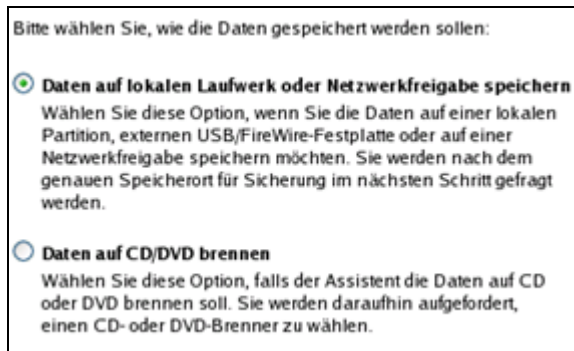 Bitte wählen Sie, wie die Daten gespeichert werden sollen:
Daten auf lokalen Laufwerk oder Netzwerkfreigabe speichern
Wählen Sie diese Option, wenn Sie die Daten auf einer lokalen
Partition, externen USB/FireWire-Festplatte oder auf einer
Netzwerkfreigabe speichern möchten. Sie werden nach dem
genauen Speicherort für Sicherung im nächsten Schritt gefragt
werden.
Daten auf CD/DVD brennen
Wählen Sie diese Option, falls der Assistent die Daten auf CD
oder DVD brennen soll. Sie werden daraufhin aufgefordert,
einen CD- oder DVD-Brenner zu wählen.